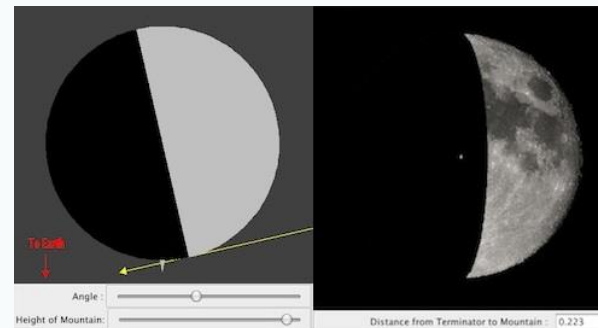 To Earth
Angle :
Height of Mountain:
Distance from Terminator to Mountain : 0.223